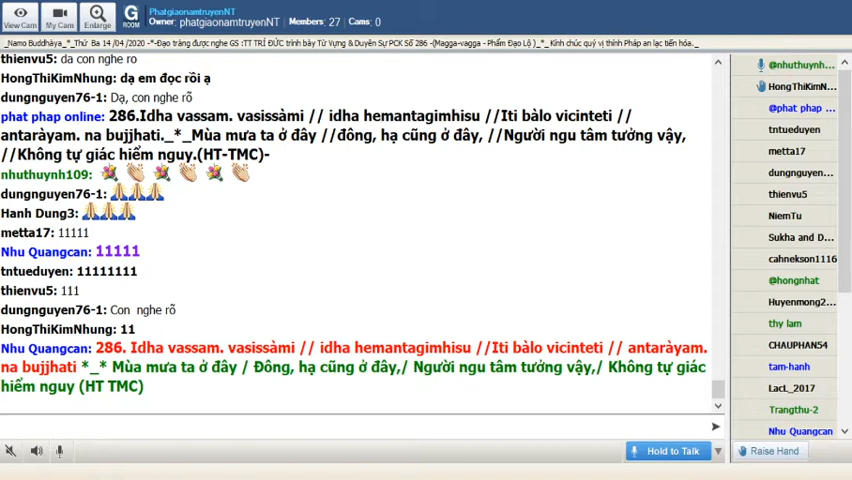 View Cam
My Cam
Enlarge
G
ROOM
PhatgiaonamtruyenNT
Owner: phatgiaonamtruyenNT Members: 27 Cams: 0
_Namo Buddhàya_*_Thứ Ba 14 /04 /2020 -*-Đạo tràng được nghe GS :TT TRÍ ĐỨC trình bày Từ Vựng & Duyên Sự PCK Số 286 -(Magga-vagga - Phẩm Đạo Lộ )_*_ Kính chúc quý vị thính Pháp an lạc tiến hóa._
thienvu5: da con nghe ro
HongThiKimNhung: dạ em đọc rồi ạ
dungnguyen76-1: Dạ, con nghê rõ
phat phap online: 286.Idha vassam. vasissàmi // idha hemantagimhisu //Iti bàlo vicinteti //
antaràyam. na bujjhati._*_Mùa mưa ta ở đây //đông, hạ cũng ở đây, //Người ngu tâm tưởng vậy,
//Không tự giác hiểm nguy.(HT-TMC)-
nhuthuynh109:
dungnguyen76-1:
Hanh Dung3:
metta17: 11111
Nhu Quangcan: 11111
tntueduyen: 11111111
thienvu5: 111
dungnguyen76-1: Con nghe rõ
HongThiKimNhung: 11
Nhu Quangcan: 286. Idha vassam. vasissàmi // idha hemantagimhisu //Iti bàlo vicinteti // antaràyam.
na bujjhati *_* Mùa mưa ta ở đây / Đông, hạ cũng ở đây,/ Người ngu tâm tưởng vậy,/ Không tự giác
hiểm nguy (HT TMC)
Hold to Talk
@nhuthuynh...
HongThiKimN...
@phat phap ...
tntueduyen
metta17
dungnguyen...
thienvu5
NiemTu
Sukha and D...
cahnekson1116
@hongnhat
Huyenmong2...
thy lam
CHAUPHAN54
tam-hanh
LacL_2017
Trangthu-2
Nhu Quangcan
Raise Hand